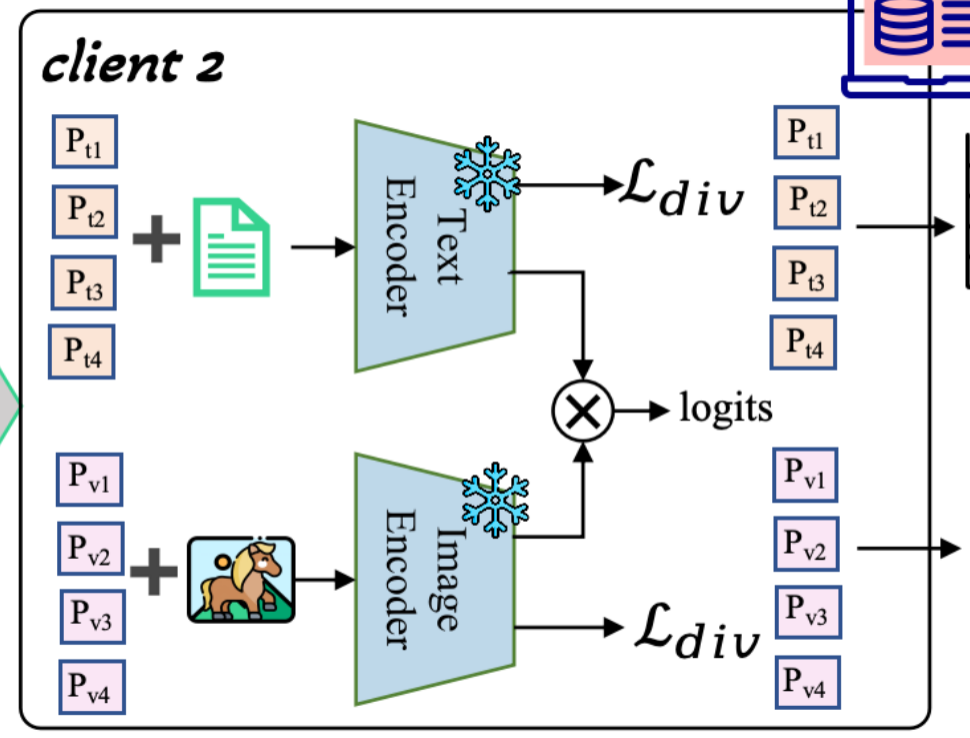 client 2
P_t1
P_t2
P_t3
P_t4
Text
Encoder
ℒ_div
P_t1
P_t2
P_t3
P_t4
logits
P_v1
P_v2
P_v3
P_v4
Image
Encoder
ℒ_div
P_v1
P_v2
P_v3
P_v4